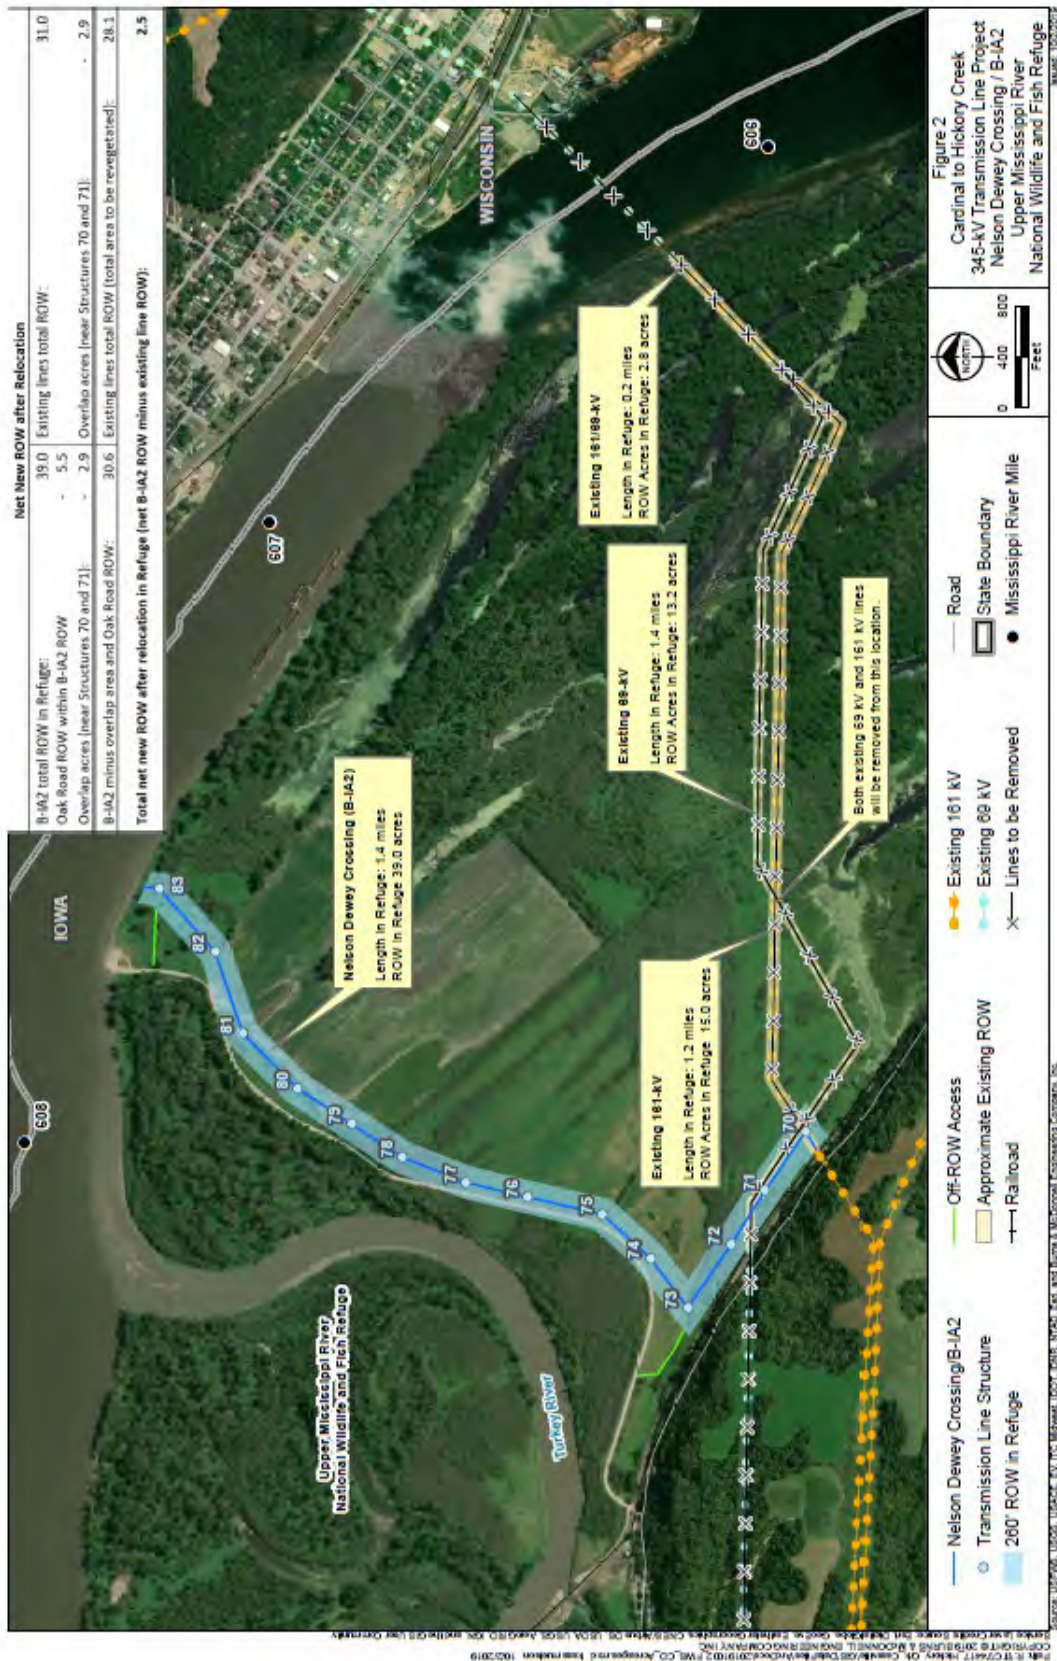 Net New ROW after Relocation
B-IA2 total ROW in Refuge: 39.0 Existing lines total ROW: 31.0
Oak Road ROW within B-IA2 ROW - 5.5
Overlap acres (near Structures 70 and 71): - 2.9 Overlap acres (near Structures 70 and 71): - 2.9
B-IA2 minus overlap area and Oak Road ROW: 30.6 Existing lines total ROW (total area to be revegetated): 28.1
Total net new ROW after relocation in Refuge (net B-IA2 ROW minus existing line ROW): 2.5
IOWA
WISCONSIN
608
607
606
83
82
81
80
79
78
77
76
75
74
73
72
71
70
Nelson Dewey Crossing (B-IA2)
Length in Refuge: 1.4 miles
ROW in Refuge 39.0 acres
Existing 161/69-kV
Length in Refuge: 0.2 miles
ROW Acres in Refuge: 2.8 acres
Existing 69-kV
Length in Refuge: 1.4 miles
ROW Acres in Refuge: 13.2 acres
Existing 161-kV
Length in Refuge: 1.2 miles
ROW Acres in Refuge: 15.0 acres
Both existing 69 kV and 161 kV lines
will be removed from this location.
Upper Mississippi River
National Wildlife and Fish Refuge
Turkey River
Nelson Dewey Crossing/B-IA2
Transmission Line Structure
260' ROW in Refuge
Off-ROW Access
Approximate Existing ROW
Railroad
Existing 161 kV
Existing 69 kV
Lines to be Removed
Road
State Boundary
Mississippi River Mile
NORTH
0 400 800
Feet
Figure 2
Cardinal to Hickory Creek
345-kV Transmission Line Project
Nelson Dewey Crossing / B-IA2
Upper Mississippi River
National Wildlife and Fish Refuge